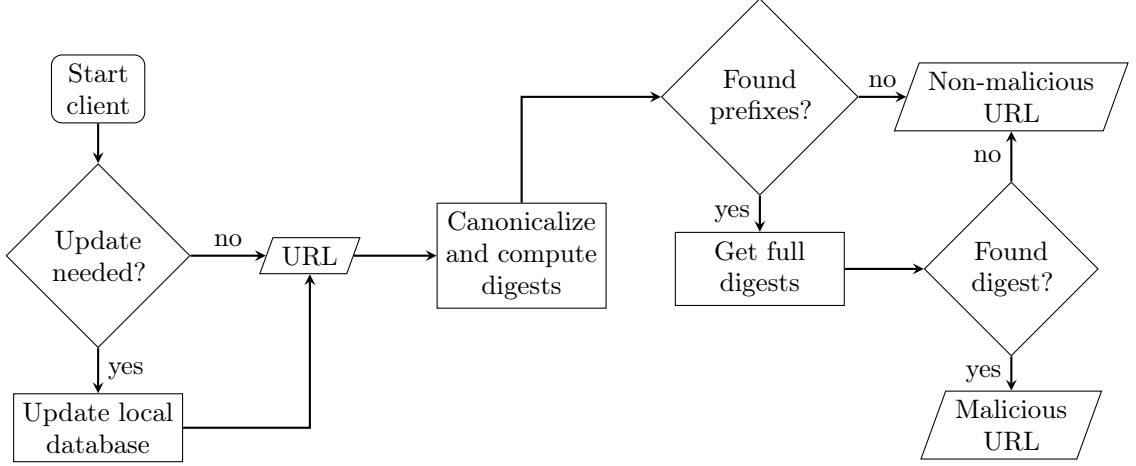 Start
client
Update
needed?
no
yes
Update local
database
URL
Canonicalize
and compute
digests
Found
prefixes?
no
yes
Non-malicious
URL
Get full
digests
no
Found
digest?
yes
Malicious
URL